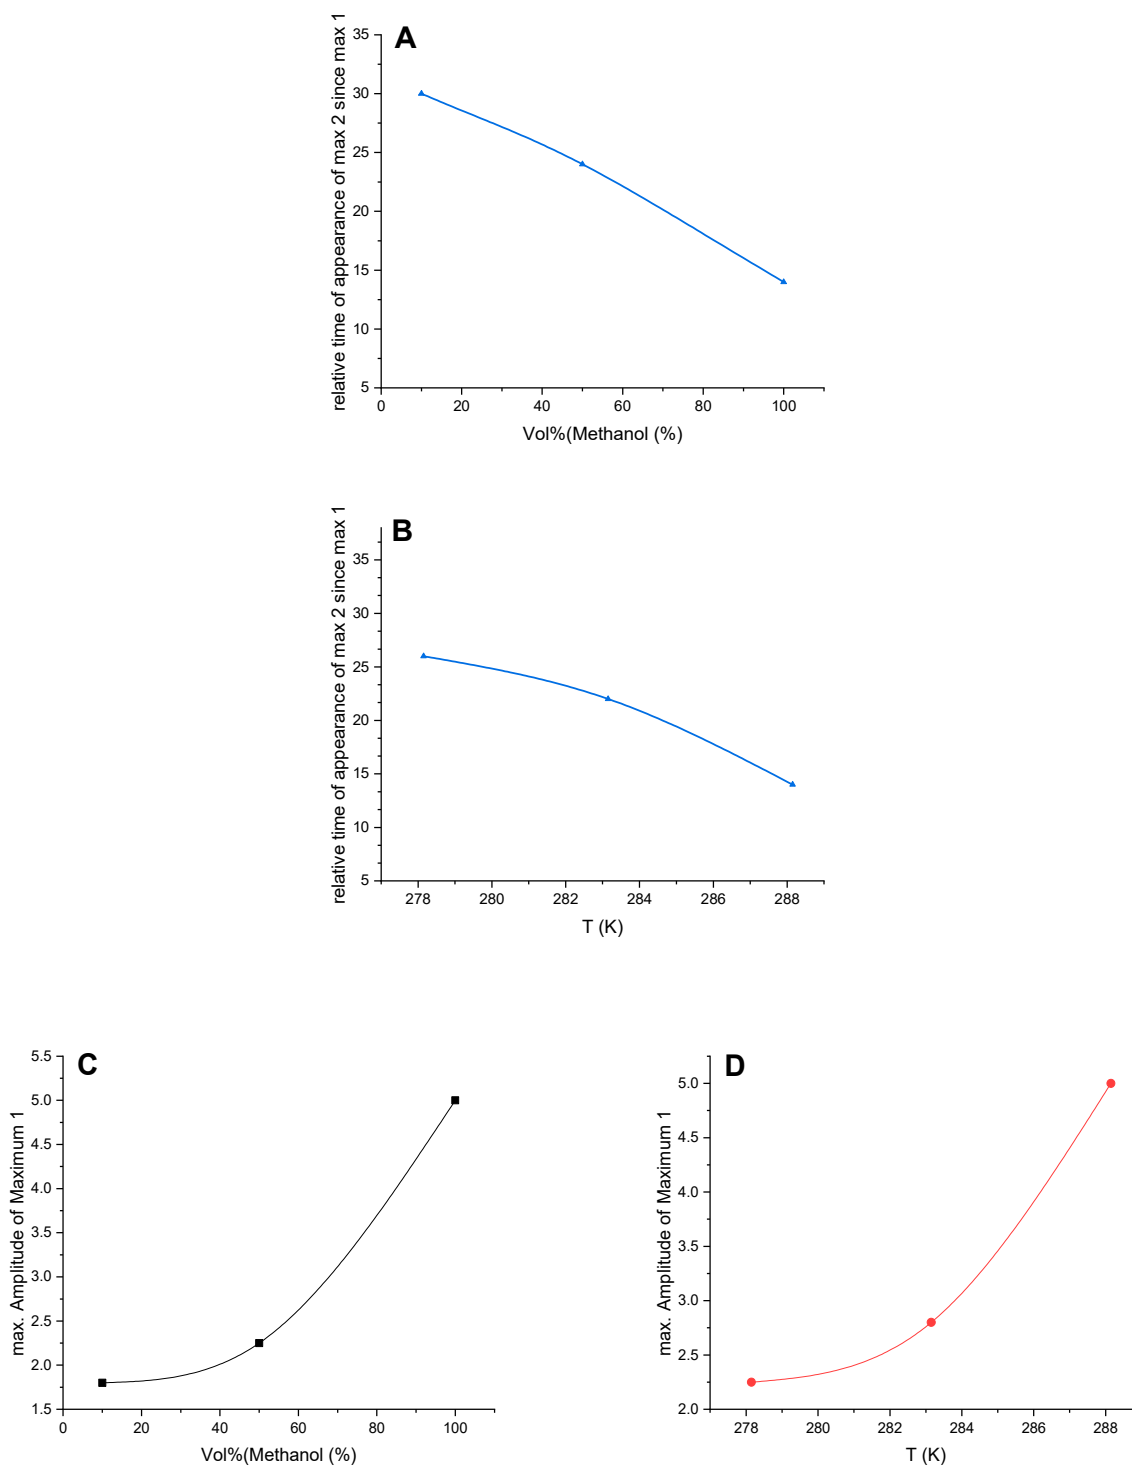 A
relative time of appearance of max 2 since max 1
35
30
25
20
15
10
5
0 20 40 60 80 100
Vol%(Methanol (%)
B
relative time of appearance of max 2 since max 1
35
30
25
20
15
10
5
278 280 282 284 286 288
T (K)
C
max. Amplitude of Maximum 1
5.5
5.0
4.5
4.0
3.5
3.0
2.5
2.0
1.5
0 20 40 60 80 100
Vol%(Methanol (%)
D
max. Amplitude of Maximum 1
5.0
4.5
4.0
3.5
3.0
2.5
2.0
278 280 282 284 286 288
T (K)